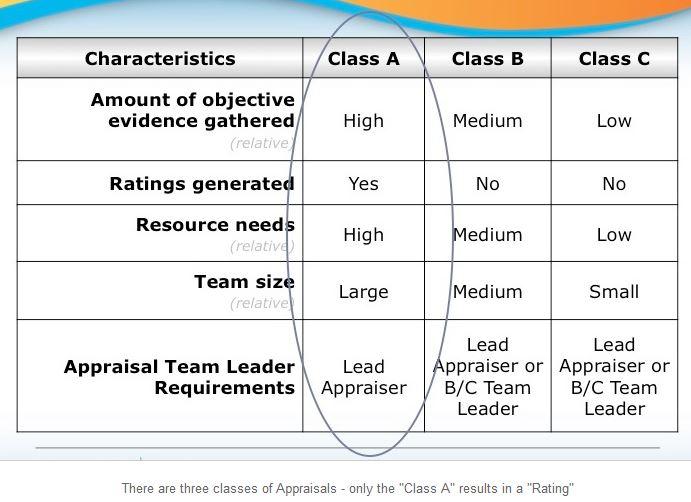 Characteristics Class A Class B Class C
Amount of objective
evidence gathered
(relative)
High Medium Low
Ratings generated Yes No No
Resource needs
(relative)
High Medium Low
Team size
(relative)
Large Medium Small
Appraisal Team Leader
Requirements
Lead
Appraiser
Lead
Appraiser or
B/C Team
Leader
Lead
Appraiser or
B/C Team
Leader
There are three classes of Appraisals - only the "Class A" results in a "Rating"